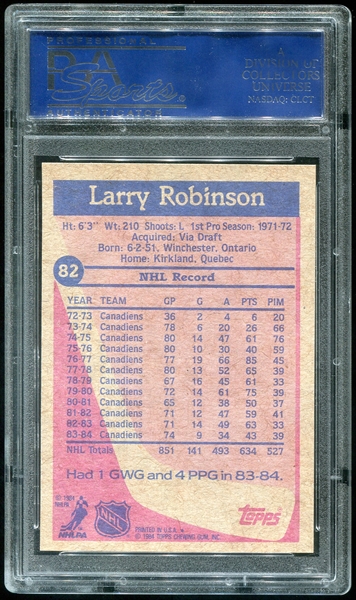 PROFESSIONAL
PSA
Sports
AUTHENTICATOR
A
DIVISION OF
COLLECTORS
UNIVERSE
NASDAQ: CLCT
Larry Robinson
Ht: 6'3" Wt: 210 Shoots: L 1st Pro Season: 1971-72
Acquired: Via Draft
Born: 6-2-51, Winchester, Ontario
Home: Kirkland, Quebec
82
NHL Record
YEAR TEAM GP G A PTS PIM
72-73 Canadiens 36 2 4 6 20
73-74 Canadiens 78 6 20 26 66
74-75 Canadiens 80 14 47 61 76
75-76 Canadiens 80 10 30 40 59
76-77 Canadiens 77 19 66 85 45
77-78 Canadiens 80 13 52 65 39
78-79 Canadiens 67 16 45 61 33
79-80 Canadiens 72 14 61 75 39
80-81 Canadiens 65 12 38 50 37
81-82 Canadiens 71 12 47 59 41
82-83 Canadiens 71 14 49 63 33
83-84 Canadiens 74 9 34 43 39
NHL Totals 851 141 493 634 527
Had 1 GWG and 4 PPG in 83-84.
© 1984
NHLPA
NHLPA
NHL
PRINTED IN U.S.A.
© 1984 TOPPS CHEWING GUM, INC.
Topps